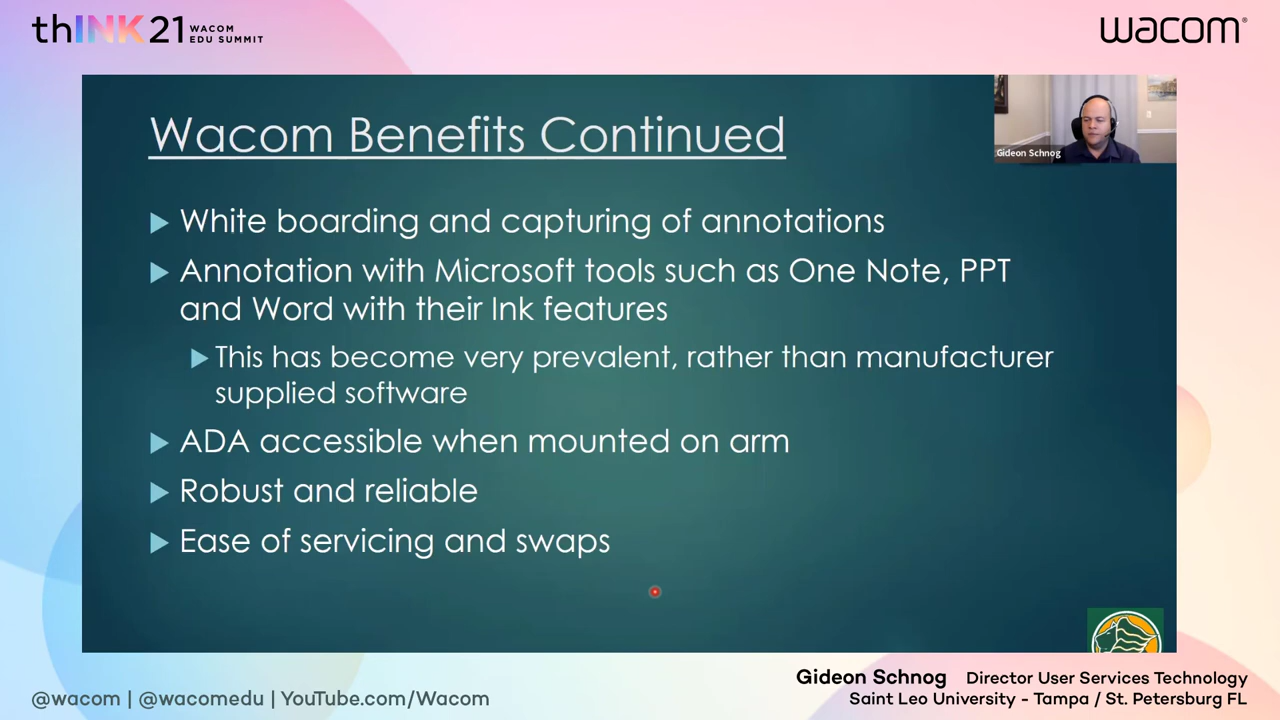 thINK21 WACOM
EDU SUMMIT
wacom®
Wacom Benefits Continued
Gideon Schnog
White boarding and capturing of annotations
Annotation with Microsoft tools such as One Note, PPT
and Word with their Ink features
This has become very prevalent, rather than manufacturer
supplied software
ADA accessible when mounted on arm
Robust and reliable
Ease of servicing and swaps
Gideon Schnog Director User Services Technology
@wacom | @wacomedu | YouTube.com/Wacom
Saint Leo University - Tampa / St. Petersburg FL